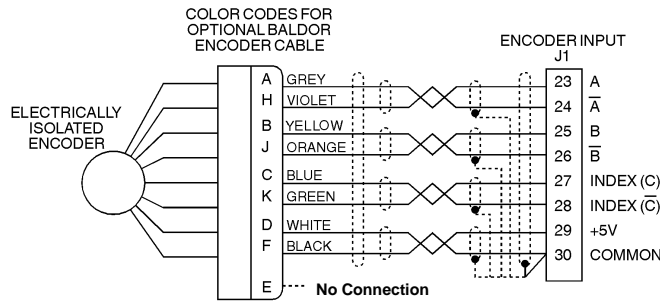 COLOR CODES FOR
OPTIONAL BALDOR
ENCODER CABLE
ENCODER INPUT
J1
ELECTRICALLY
ISOLATED
ENCODER
A GREY 23 A
H VIOLET 24 A̅
B YELLOW 25 B
J ORANGE 26 B̅
C BLUE 27 INDEX (C)
K GREEN 28 INDEX (C̅)
D WHITE 29 +5V
F BLACK 30 COMMON
E No Connection